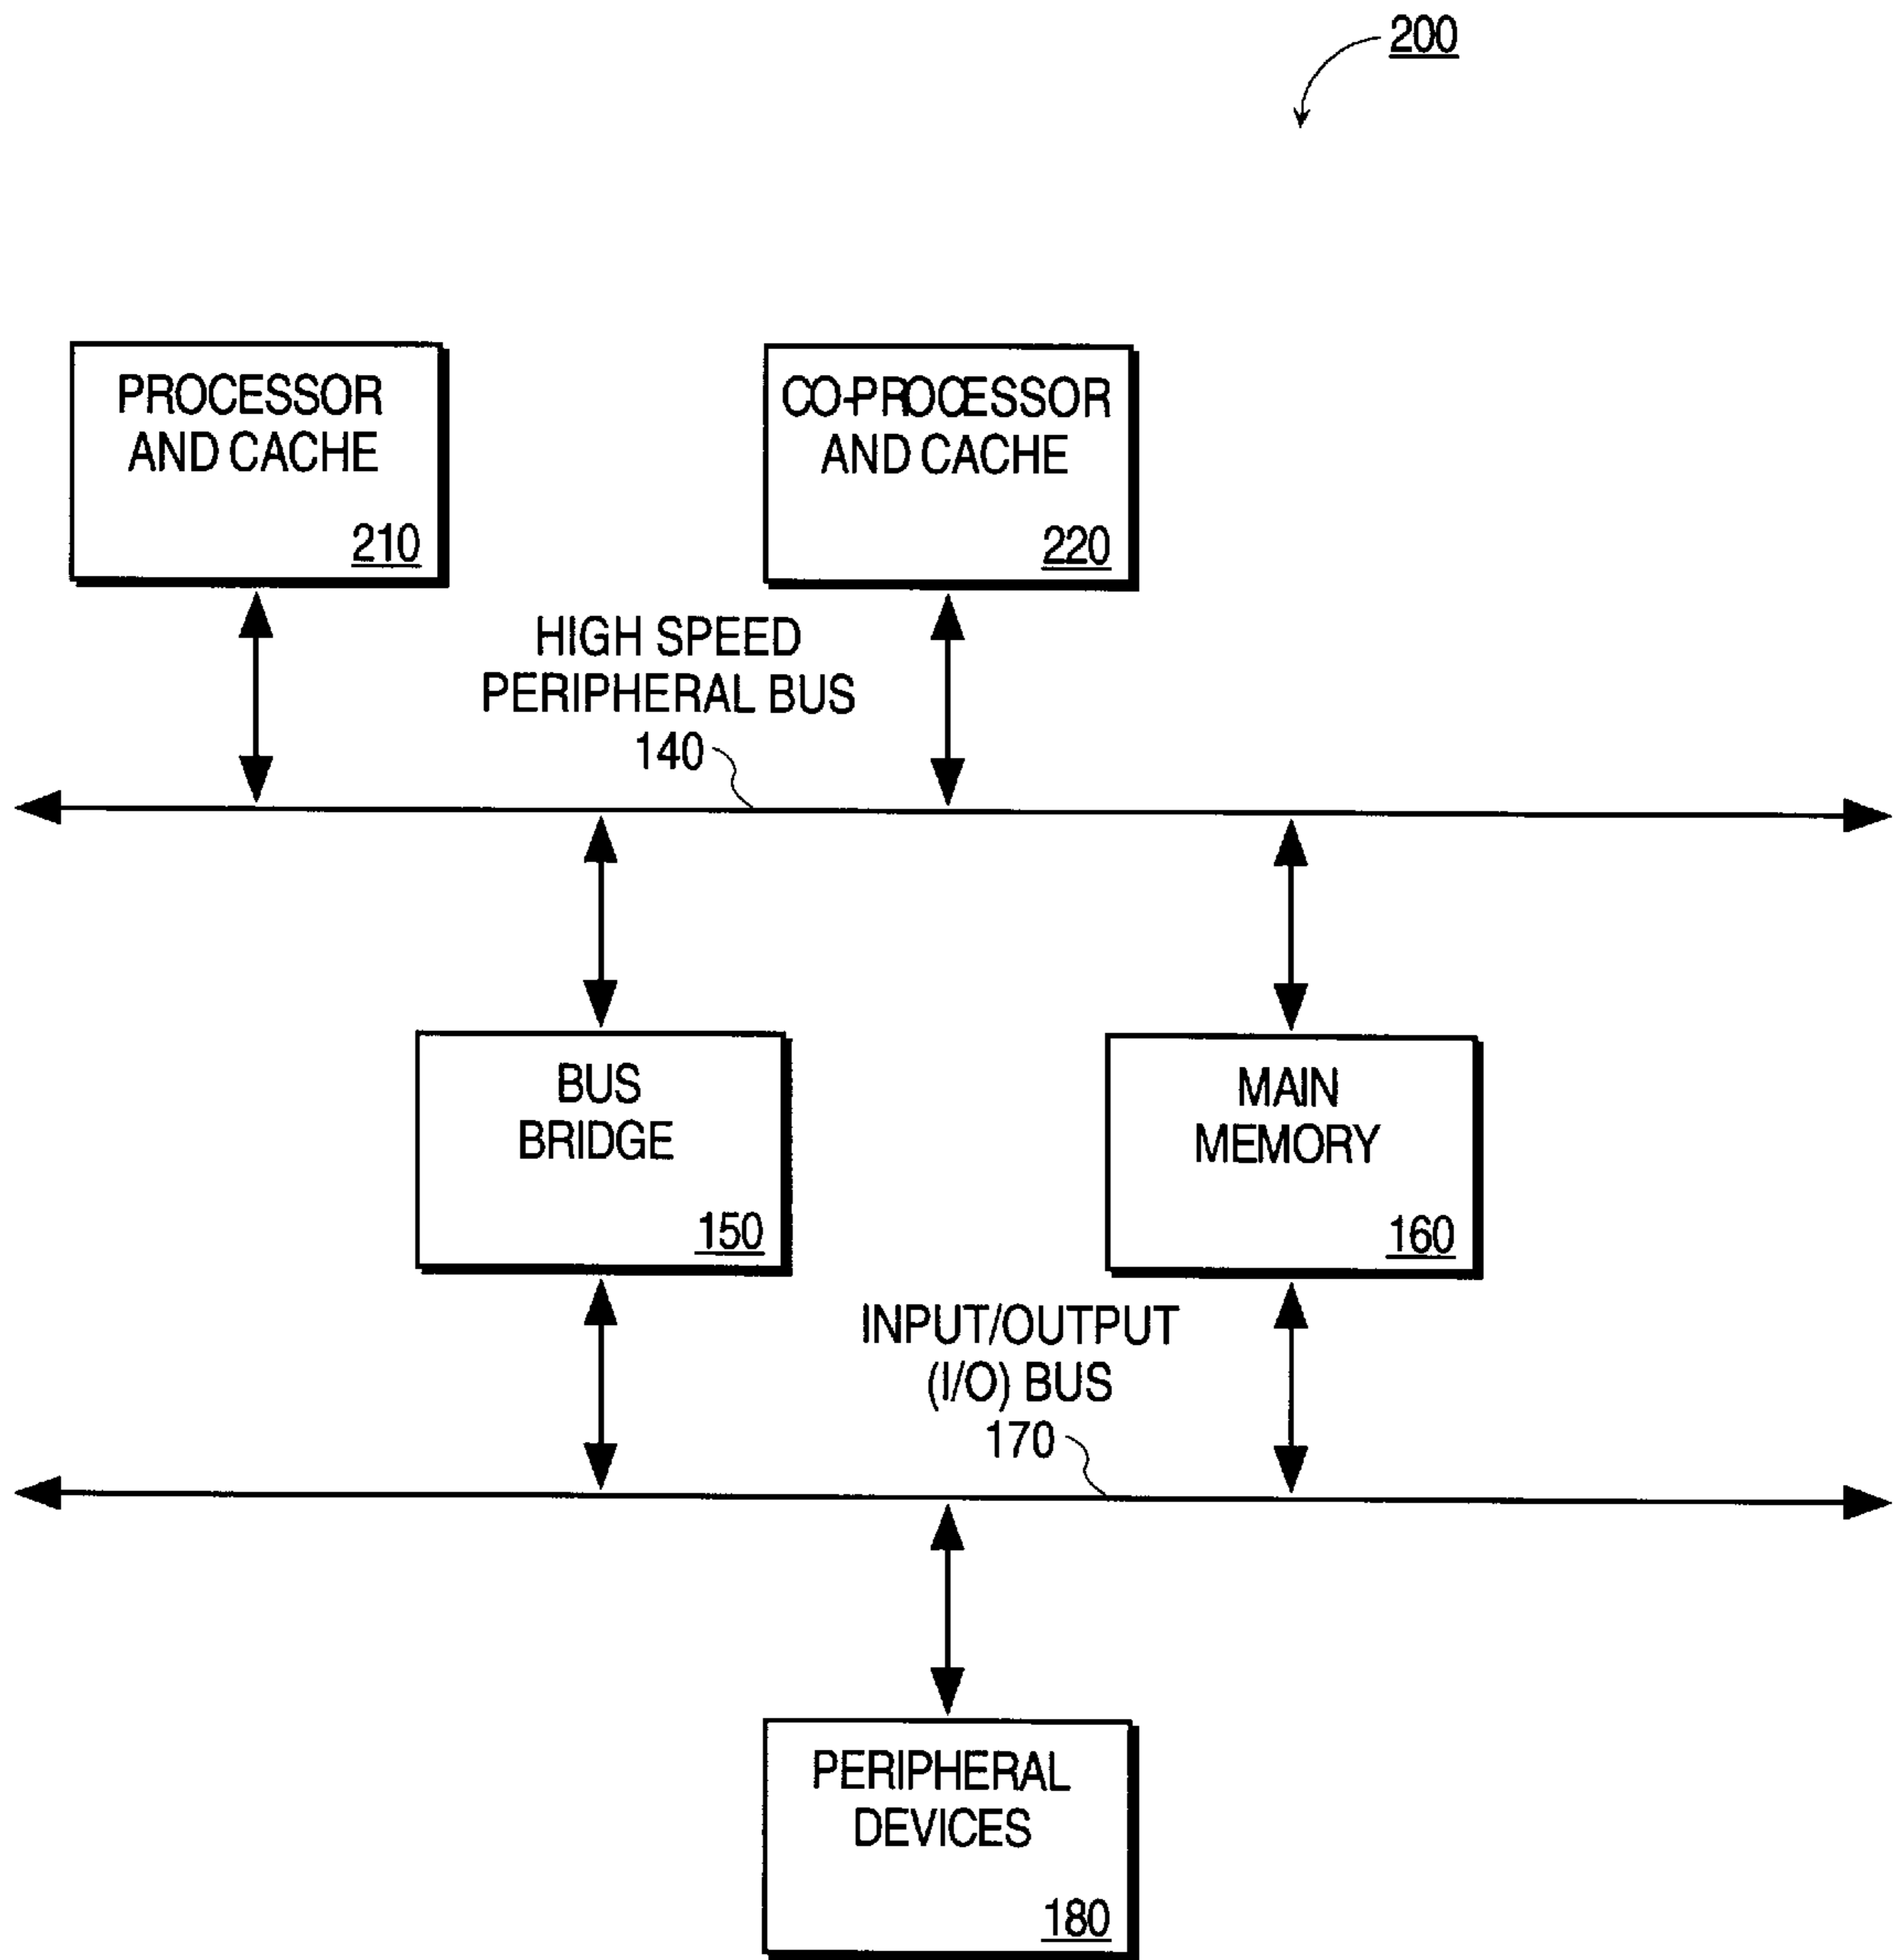 200
PROCESSOR
AND CACHE
210
CO-PROCESSOR
AND CACHE
220
HIGH SPEED
PERIPHERAL BUS
140
BUS
BRIDGE
150
MAIN
MEMORY
160
INPUT/OUTPUT
(I/O) BUS
170
PERIPHERAL
DEVICES
180